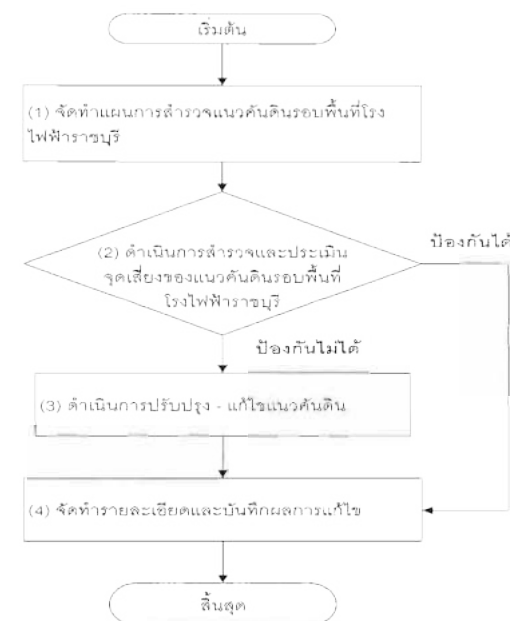 เริ่มต้น
(1) จัดทำแผนการสำรวจแนวคันดินรอบพื้นที่โรง
ไฟฟ้าราชบุรี
(2) ดำเนินการสำรวจและประเมิน
จุดเสี่ยงของแนวคันดินรอบพื้นที่
โรงไฟฟ้าราชบุรี
ป้องกันได้
ป้องกันไม่ได้
(3) ดำเนินการปรับปรุง - แก้ไขแนวคันดิน
(4) จัดทำรายละเอียดและบันทึกผลการแก้ไข
สิ้นสุด